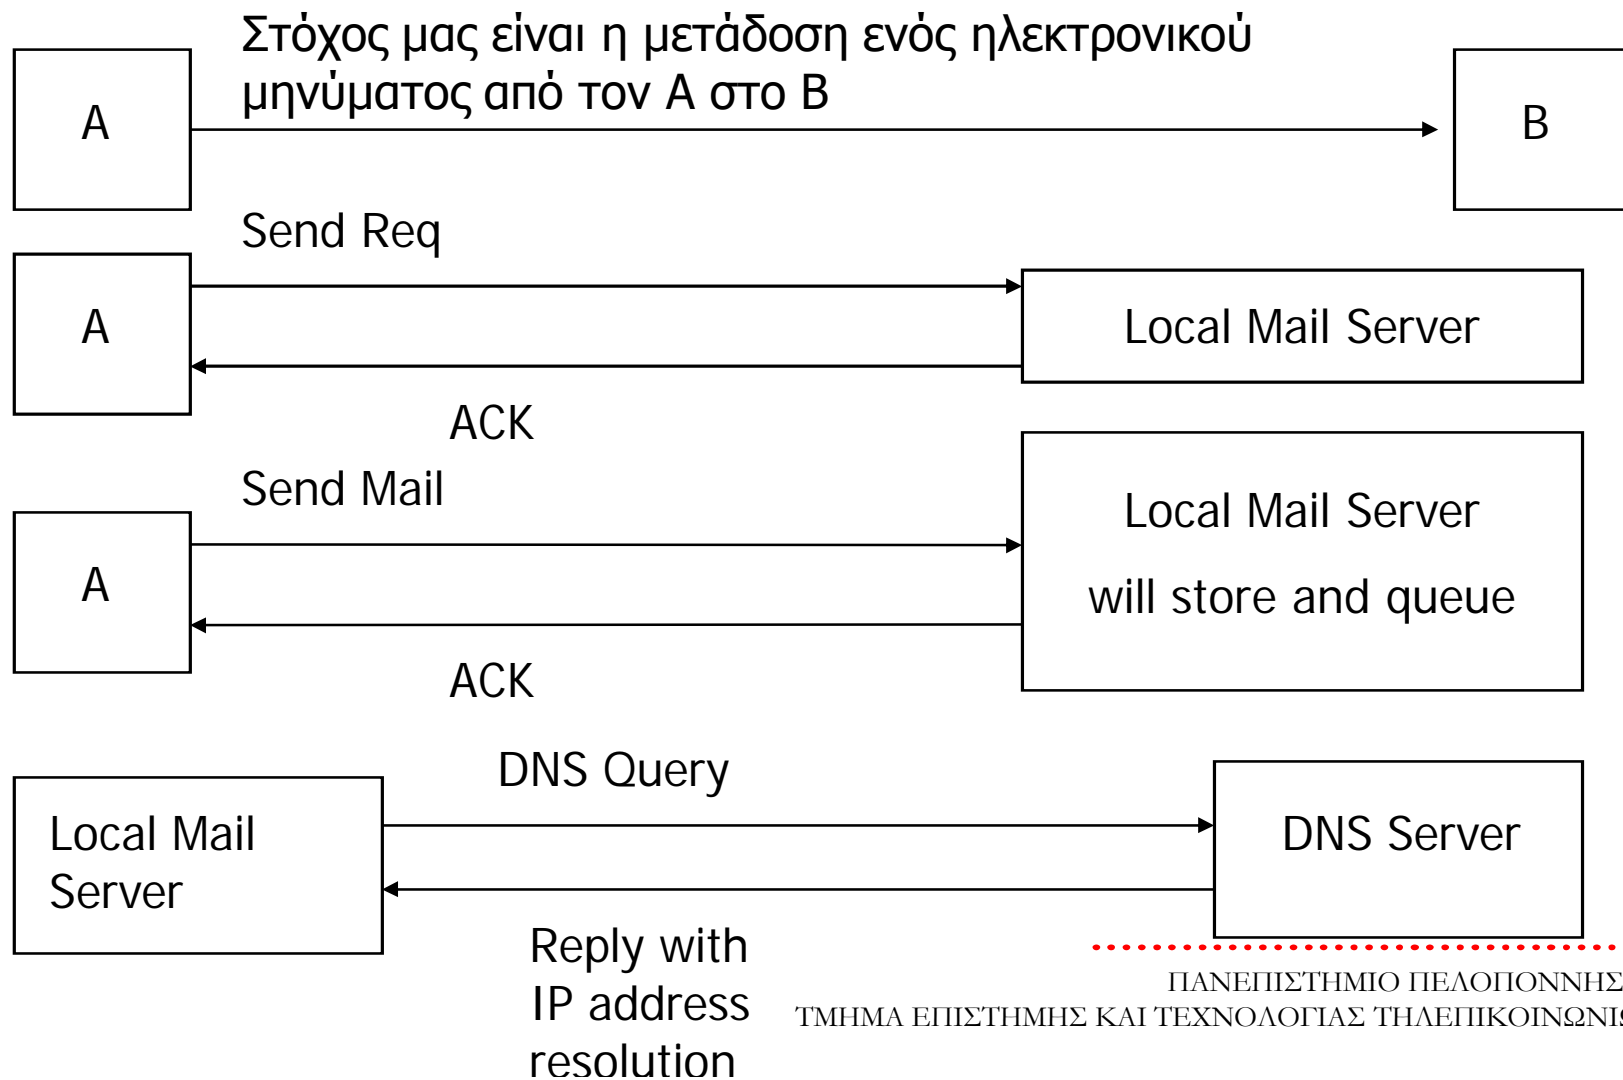 Στόχος μας είναι η μετάδοση ενός ηλεκτρονικού
μηνύματος από τον Α στο Β
A
B
Send Req
A
Local Mail Server
ACK
Send Mail
A
Local Mail Server
will store and queue
ACK
DNS Query
Local Mail
Server
DNS Server
Reply with
IP address
resolution
ΠΑΝΕΠΙΣΤΗΜΙΟ ΠΕΛΟΠΟΝΝΗΣ
ΤΜΗΜΑ ΕΠΙΣΤΗΜΗΣ ΚΑΙ ΤΕΧΝΟΛΟΓΙΑΣ ΤΗΛΕΠΙΚΟΙΝΩΝΙΩ